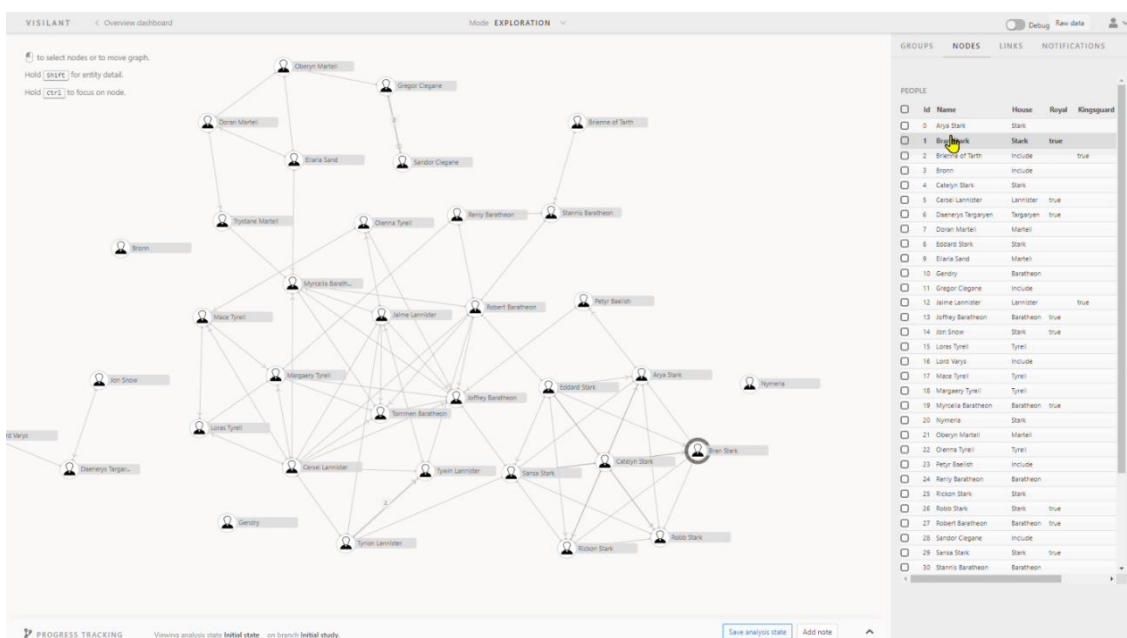 VISILANT < Overview dashboard Mode EXPLORATION Debug Raw data
to select nodes or to move graph.
Hold Shift for entity detail.
Hold Ctrl to focus on node.
Oberyn Martell
Gregor Clegane
Doran Martell
Brienne of Tarth
Ellaria Sand
Sandor Clegane
Trystane Martell
Olenna Tyrell
Renly Baratheon
Stannis Baratheon
Bronn
Myrcella Barath...
Petyr Baelish
Robert Baratheon
Mace Tyrell
Jaime Lannister
Jon Snow
Margaery Tyrell
Arya Stark
Nymeria
Eddard Stark
Joffrey Baratheon
Tommen Baratheon
Loras Tyrell
rd Varys
Bran Stark
Daenerys Targar...
Cersei Lannister
Tywin Lannister
Sansa Stark
Catelyn Stark
2
Gendry
Tyrion Lannister
Rickon Stark
Robb Stark
GROUPS NODES LINKS NOTIFICATIONS
PEOPLE
Id Name House Royal Kingsguard
0 Arya Stark Stark
1 Bran Stark Stark true
2 Brienne of Tarth Include true
3 Bronn Include
4 Catelyn Stark Stark
5 Cersei Lannister Lannister true
6 Daenerys Targaryen Targaryen true
7 Doran Martell Martell
8 Eddard Stark Stark
9 Ellaria Sand Martell
10 Gendry Baratheon
11 Gregor Clegane Include
12 Jaime Lannister Lannister true
13 Joffrey Baratheon Baratheon true
14 Jon Snow Stark true
15 Loras Tyrell Tyrell
16 Lord Varys Include
17 Mace Tyrell Tyrell
18 Margaery Tyrell Tyrell
19 Myrcella Baratheon Baratheon true
20 Nymeria Stark
21 Oberyn Martell Martell
22 Olenna Tyrell Tyrell
23 Petyr Baelish Include
24 Renly Baratheon Baratheon
25 Rickon Stark Stark
26 Robb Stark Stark true
27 Robert Baratheon Baratheon true
28 Sandor Clegane Include
29 Sansa Stark Stark true
30 Stannis Baratheon Baratheon
PROGRESS TRACKING Viewing analysis state Initial state on branch Initial study. Save analysis state Add note